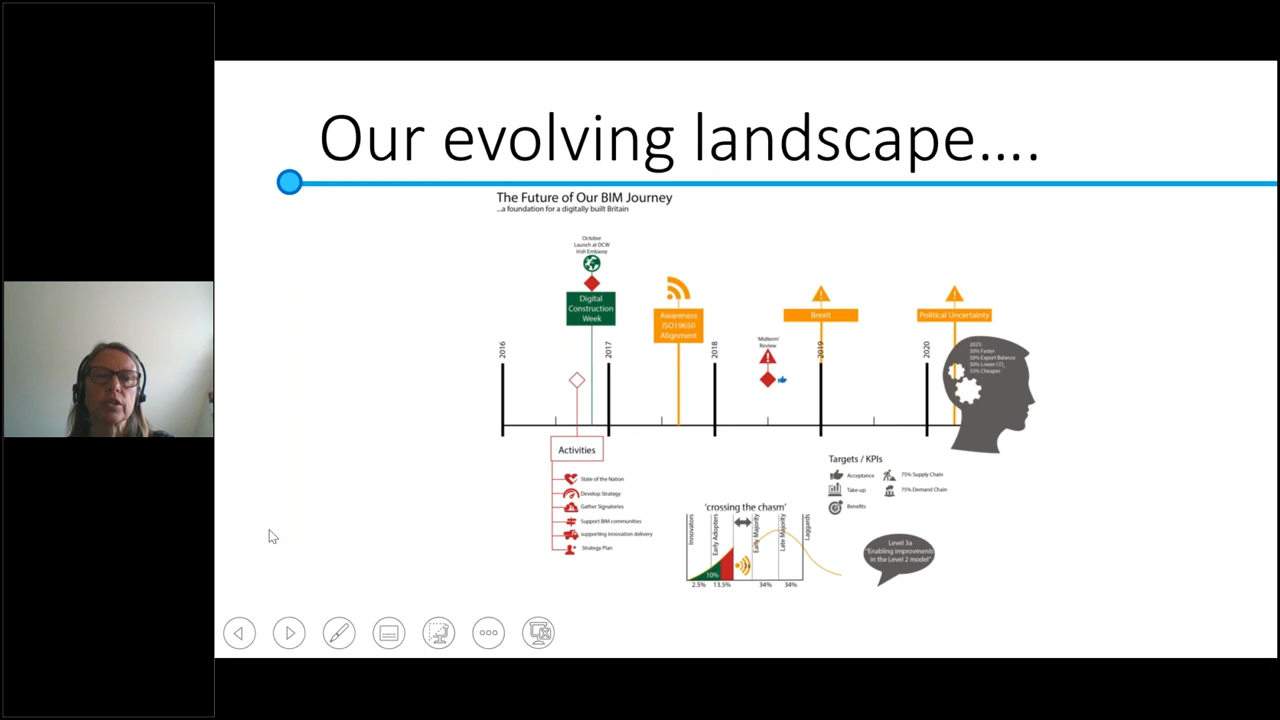 Our evolving landscape....
The Future of Our BIM Journey
...a foundation for a digitally built Britain
October
Launch at DCW
Irish Embassy
Digital
Construction
Week
Awareness
ISO19650
Alignment
'Midterm'
Review
Brexit
Political Uncertainty
2016
2017
2018
2019
2020
2025:
50% Faster
50% Export Balance
50% Lowe CO2
33% Cheaper
Activities
State of the Nation
Develop Strategy
Gather Signatories
Support BIM communities
supporting innovation delivery
Strategy Plan
'crossing the chasm'
Innovators
Early Adopters
Early Majority
Late Majority
Laggards
10%
2.5%
13.5%
34%
34%
Targets / KPIs
Acceptance
75% Supply Chain
Take-up
75% Demand Chain
Benefits
Level 3a
"Enabling improvments
in the Level 2 model"